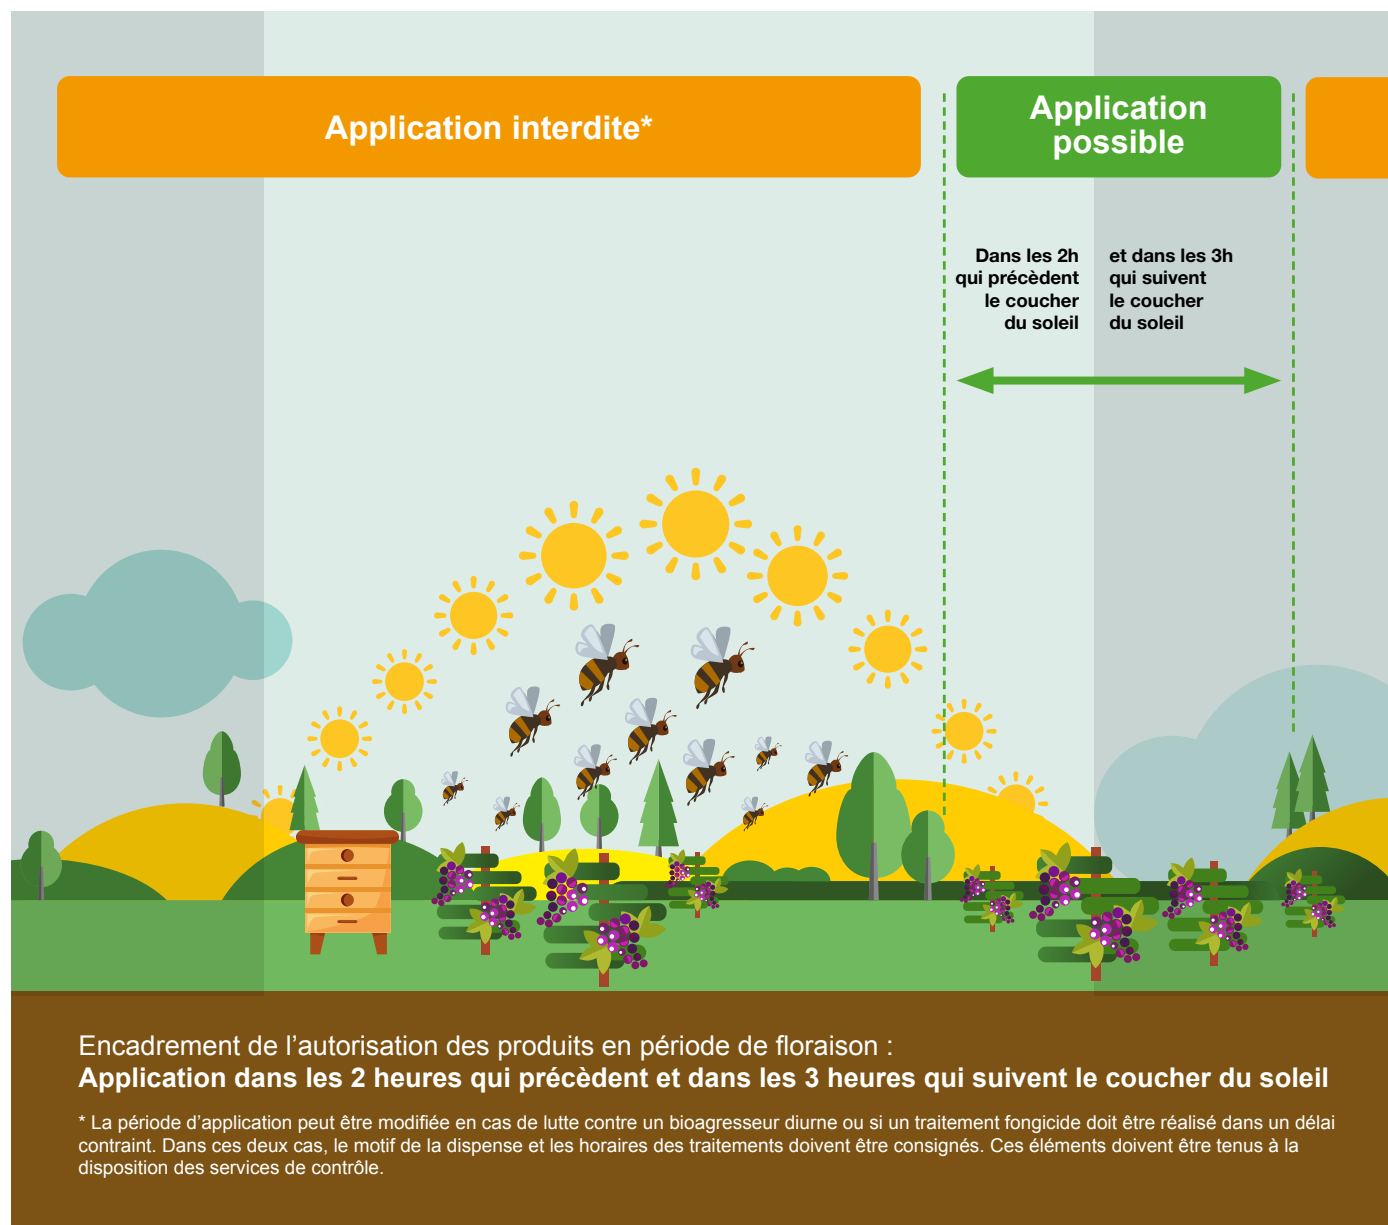 Application interdite*
Application
possible
Dans les 2h
qui précèdent
le coucher
du soleil
et dans les 3h
qui suivent
le coucher
du soleil
Encadrement de l’autorisation des produits en période de floraison :
Application dans les 2 heures qui précèdent et dans les 3 heures qui suivent le coucher du soleil
* La période d’application peut être modifiée en cas de lutte contre un bioagresseur diurne ou si un traitement fongicide doit être réalisé dans un délai
contraint. Dans ces deux cas, le motif de la dispense et les horaires des traitements doivent être consignés. Ces éléments doivent être tenus à la
disposition des services de contrôle.